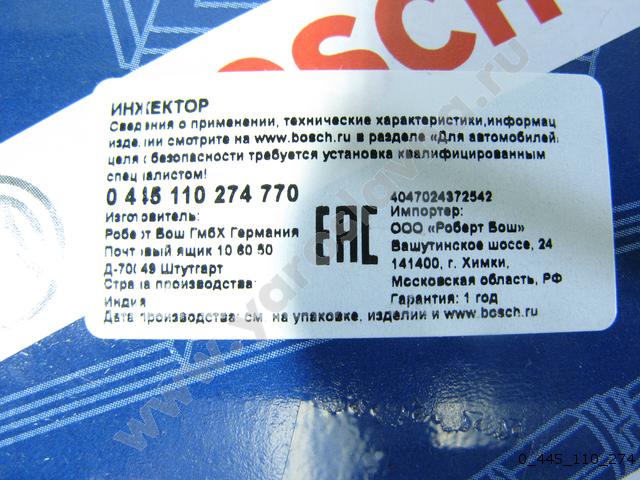 BOSCH
ИНЖЕКТОР
Сведения о применении, технические характеристики,информац
изделии смотрите на www.bosch.ru в разделе «Для автомобилей
целях безопасности требуется установка квалифицированным
специалистом!
0 445 110 274 770
Изготовитель:
Роберт Бош ГмбХ Германия
Почтовый ящик 10 60 50
Д-70049 Штутгарт
Страна производства:
Индия
EAC
4047024372542
Импортер:
ООО «Роберт Бош»
Вашутинское шоссе, 24
141400, г. Химки,
Московская область, РФ
Гарантия: 1 год
Дата производства: см. на упаковке, изделии и www.bosch.ru
www.yarodava.ru
0_445_110_274